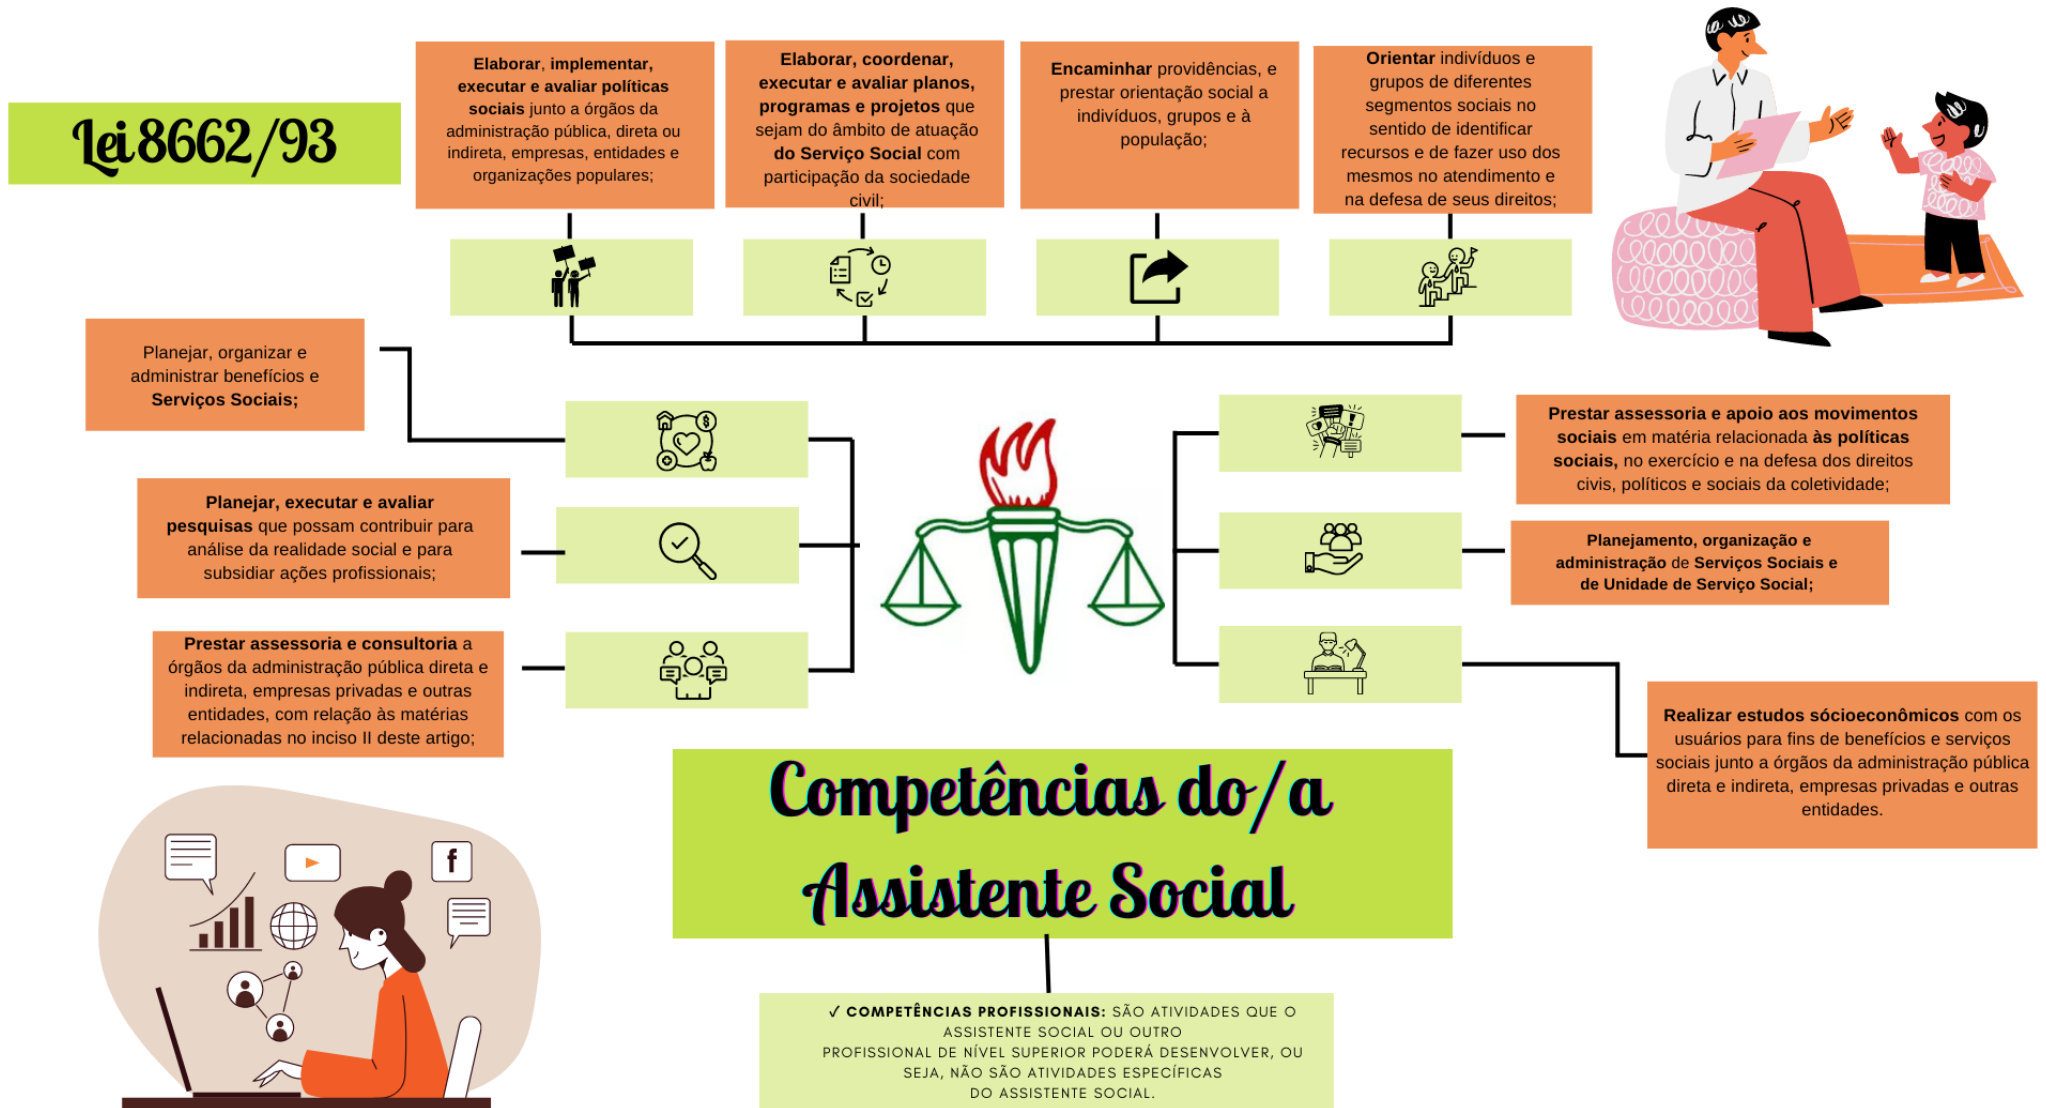 Lei 8662/93
Elaborar, implementar,
executar e avaliar políticas
sociais junto a órgãos da
administração pública, direta ou
indireta, empresas, entidades e
organizações populares;
Elaborar, coordenar,
executar e avaliar planos,
programas e projetos que
sejam do âmbito de atuação
do Serviço Social com
participação da sociedade
civil;
Encaminhar providências, e
prestar orientação social a
indivíduos, grupos e à
população;
Orientar indivíduos e
grupos de diferentes
segmentos sociais no
sentido de identificar
recursos e de fazer uso dos
mesmos no atendimento e
na defesa de seus direitos;
Planejar, organizar e
administrar benefícios e
Serviços Sociais;
Planejar, executar e avaliar
pesquisas que possam contribuir para
análise da realidade social e para
subsidiar ações profissionais;
Prestar assessoria e consultoria a
órgãos da administração pública direta e
indireta, empresas privadas e outras
entidades, com relação às matérias
relacionadas no inciso II deste artigo;
Prestar assessoria e apoio aos movimentos
sociais em matéria relacionada às políticas
sociais, no exercício e na defesa dos direitos
civis, políticos e sociais da coletividade;
Planejamento, organização e
administração de Serviços Sociais e
de Unidade de Serviço Social;
Realizar estudos sócioeconômicos com os
usuários para fins de benefícios e serviços
sociais junto a órgãos da administração pública
direta e indireta, empresas privadas e outras
entidades.
Competências do/a
Assistente Social
✓ COMPETÊNCIAS PROFISSIONAIS: SÃO ATIVIDADES QUE O
ASSISTENTE SOCIAL OU OUTRO
PROFISSIONAL DE NÍVEL SUPERIOR PODERÁ DESENVOLVER, OU
SEJA, NÃO SÃO ATIVIDADES ESPECÍFICAS
DO ASSISTENTE SOCIAL.
f
$